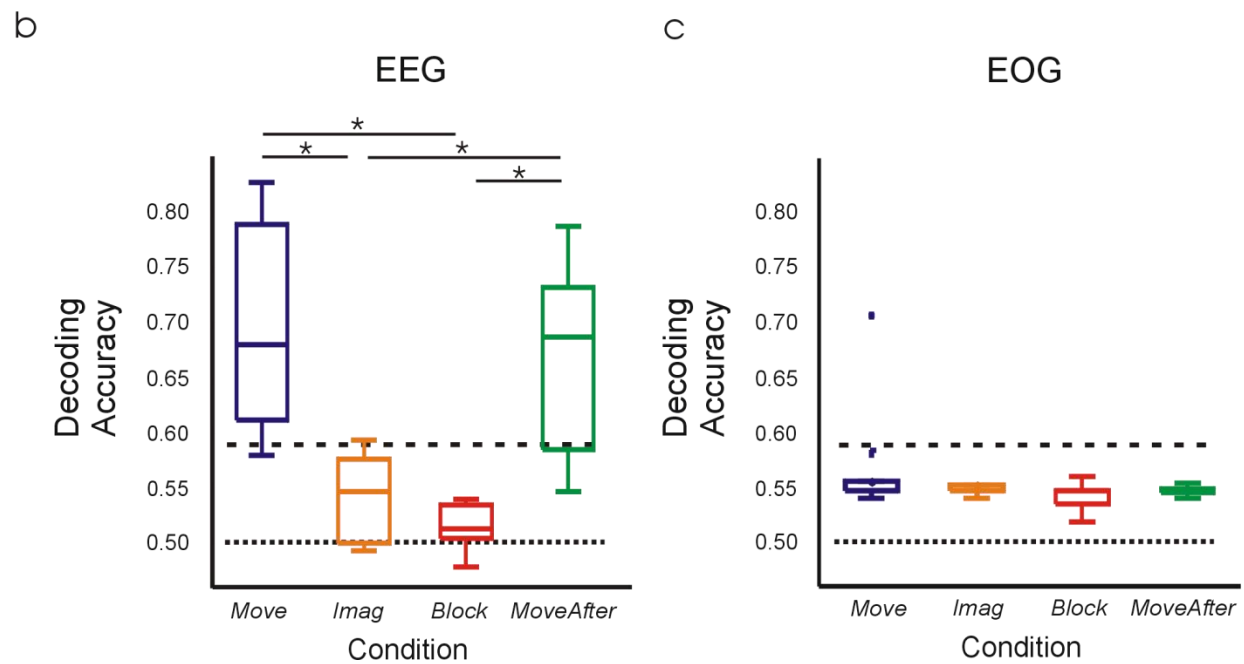 b
EEG
*
* *
*
0.80
0.75
0.70
0.65
0.60
0.55
0.50
Decoding
Accuracy
Move Imag Block MoveAfter
Condition
c
EOG
0.80
0.75
0.70
0.65
0.60
0.55
0.50
Decoding
Accuracy
Move Imag Block MoveAfter
Condition